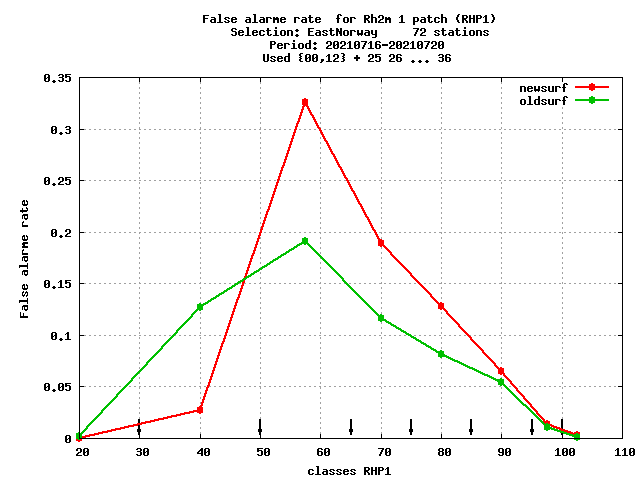 False alarme rate  for Rh2m 1 patch (RHP1)
Selection: EastNorway     72 stations
Period: 20210716-20210720
Used {00,12} + 25 26 ... 36
newsurf
oldsurf
0.35
0.3
0.25
0.2
0.15
0.1
0.05
0
False alarme rate
20 30 40 50 60 70 80 90 100 110
classes RHP1